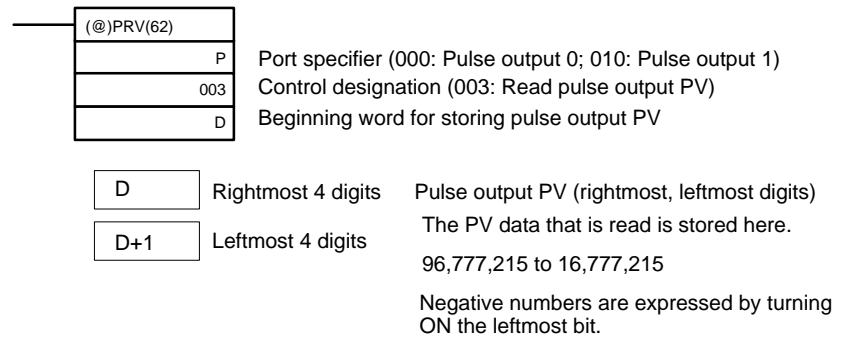 (@)PRV(62)
P Port specifier (000: Pulse output 0; 010: Pulse output 1)
003 Control designation (003: Read pulse output PV)
D Beginning word for storing pulse output PV
D Rightmost 4 digits Pulse output PV (rightmost, leftmost digits)
The PV data that is read is stored here.
D+1 Leftmost 4 digits
96,777,215 to 16,777,215
Negative numbers are expressed by turning
ON the leftmost bit.